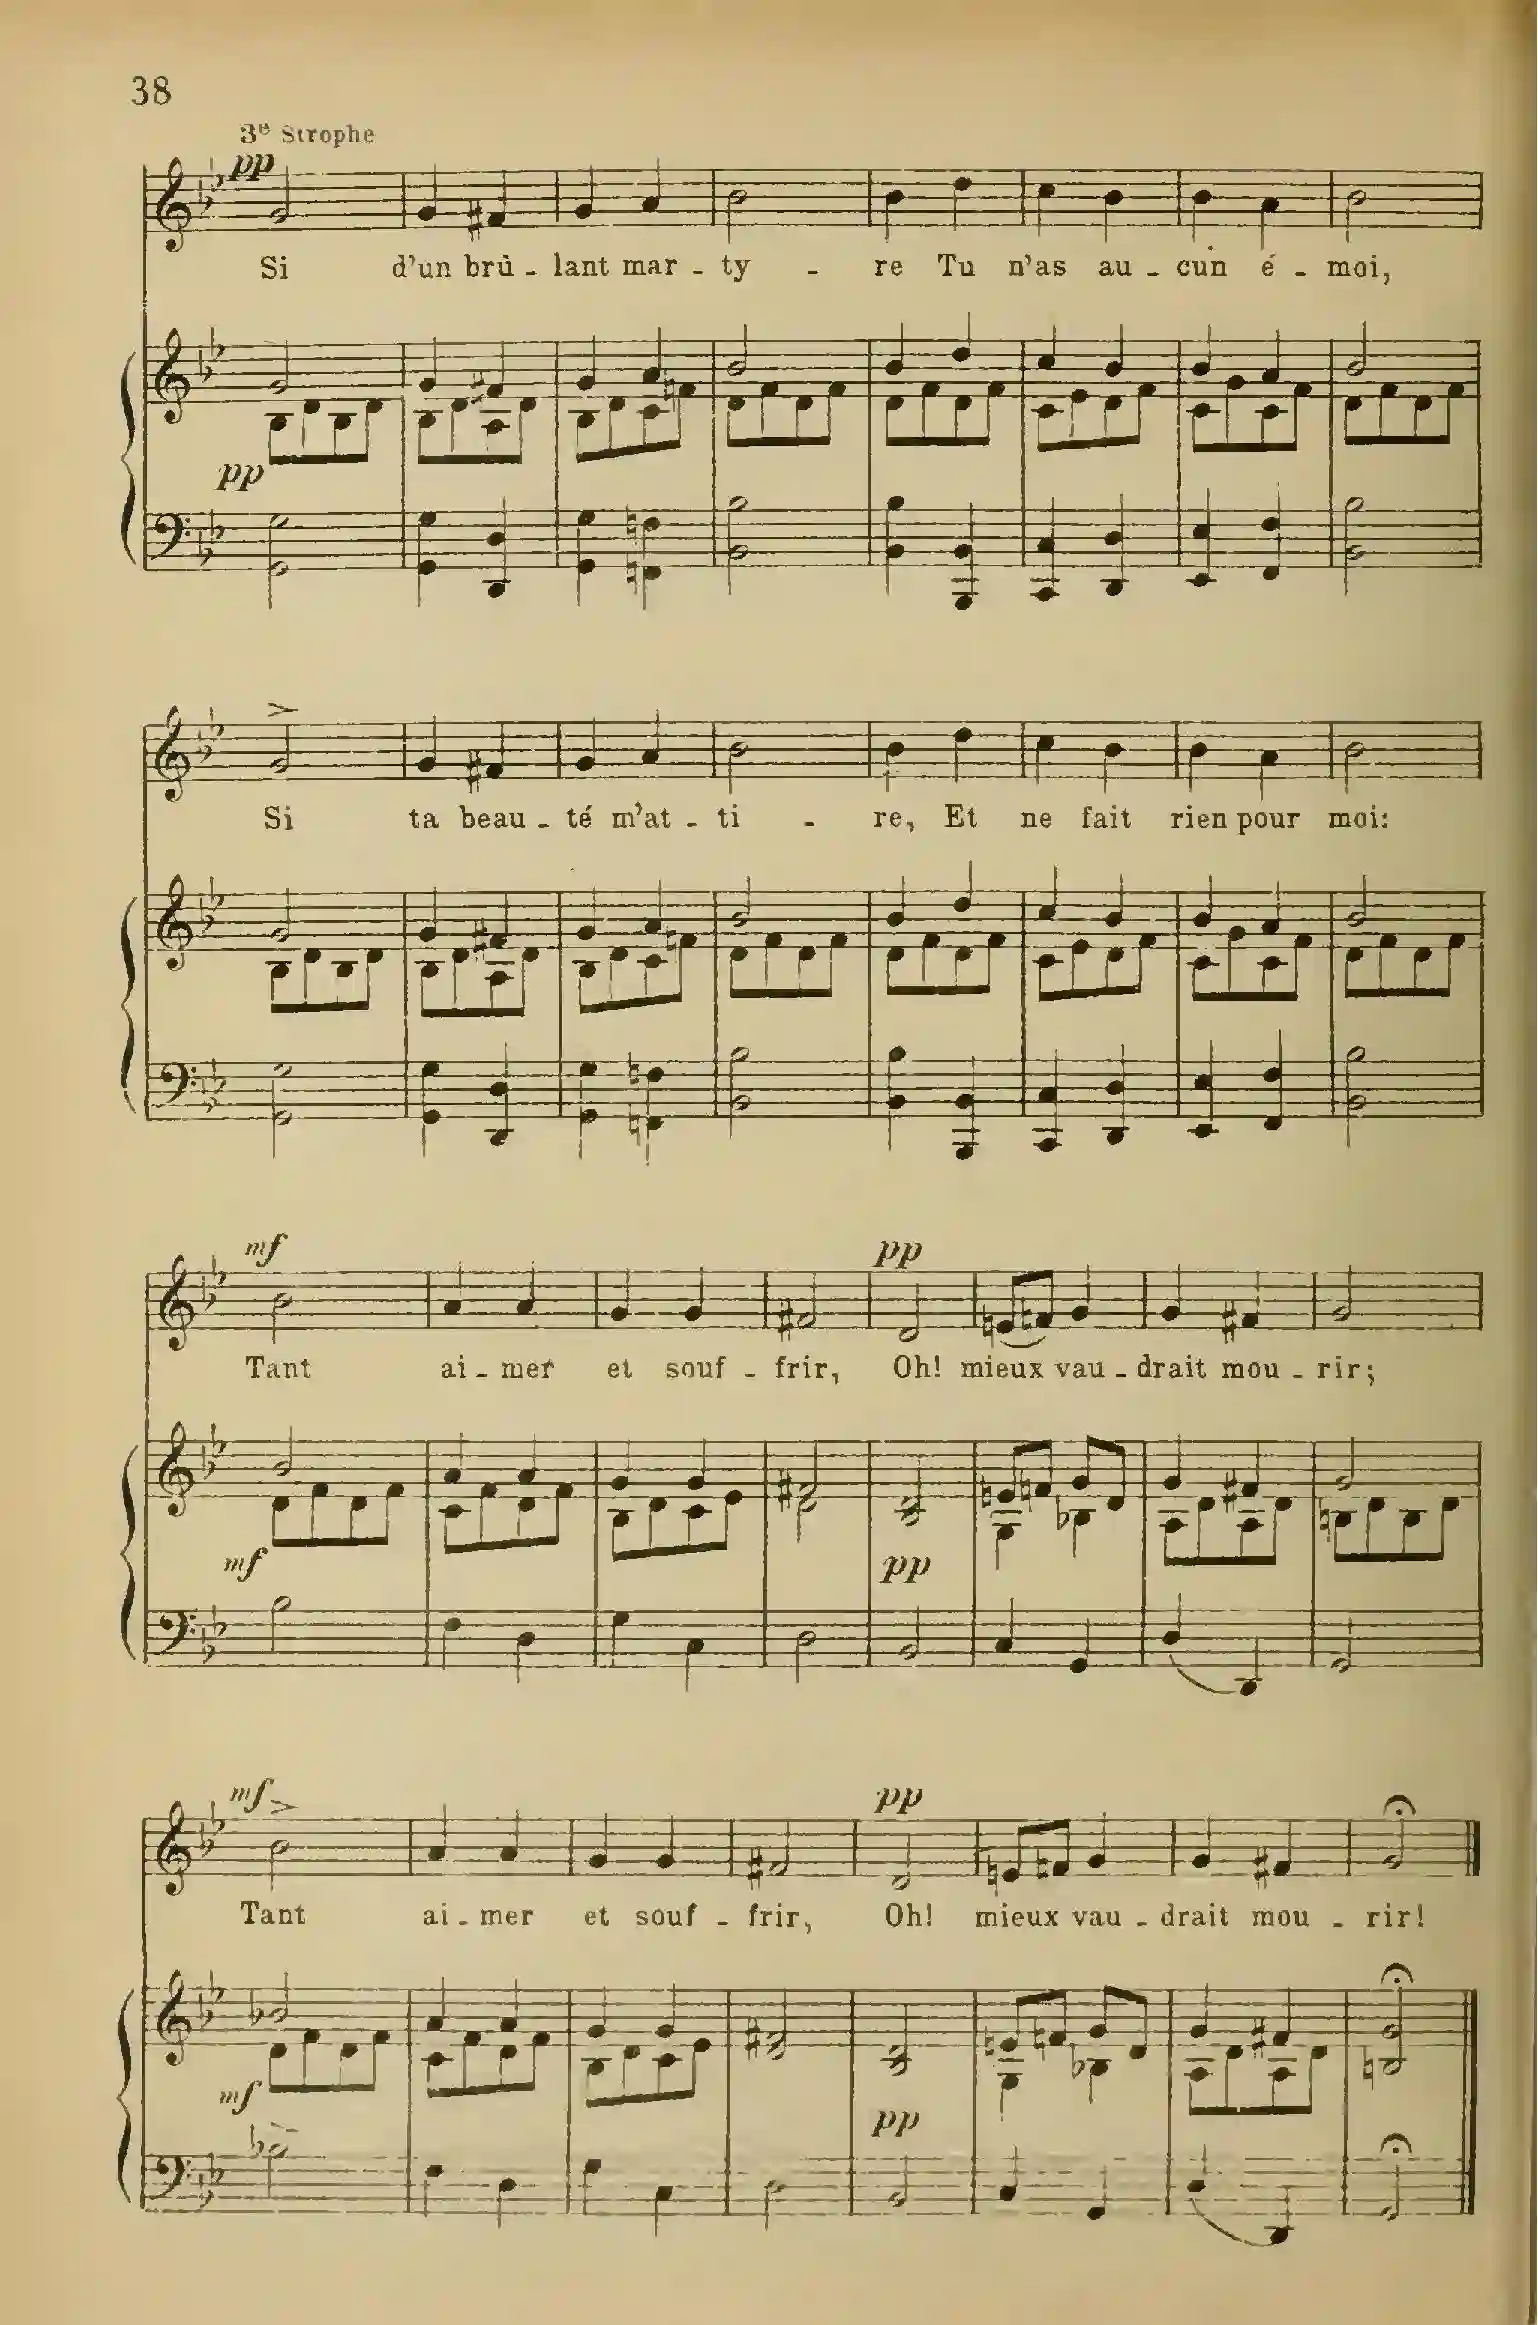 38
3e Strophe
pp
Si d'un brû - lant mar - ty - re Tu n'as au - cun é - moi,
pp
Si ta beau - té m'at - ti - re, Et ne fait rien pour moi:
mf pp
Tant ai - mer et souf - frir, Oh! mieux vau - drait mou - rir;
mf pp
mf pp
Tant ai - mer et souf - frir, Oh! mieux vau - drait mou - rir!
mf pp